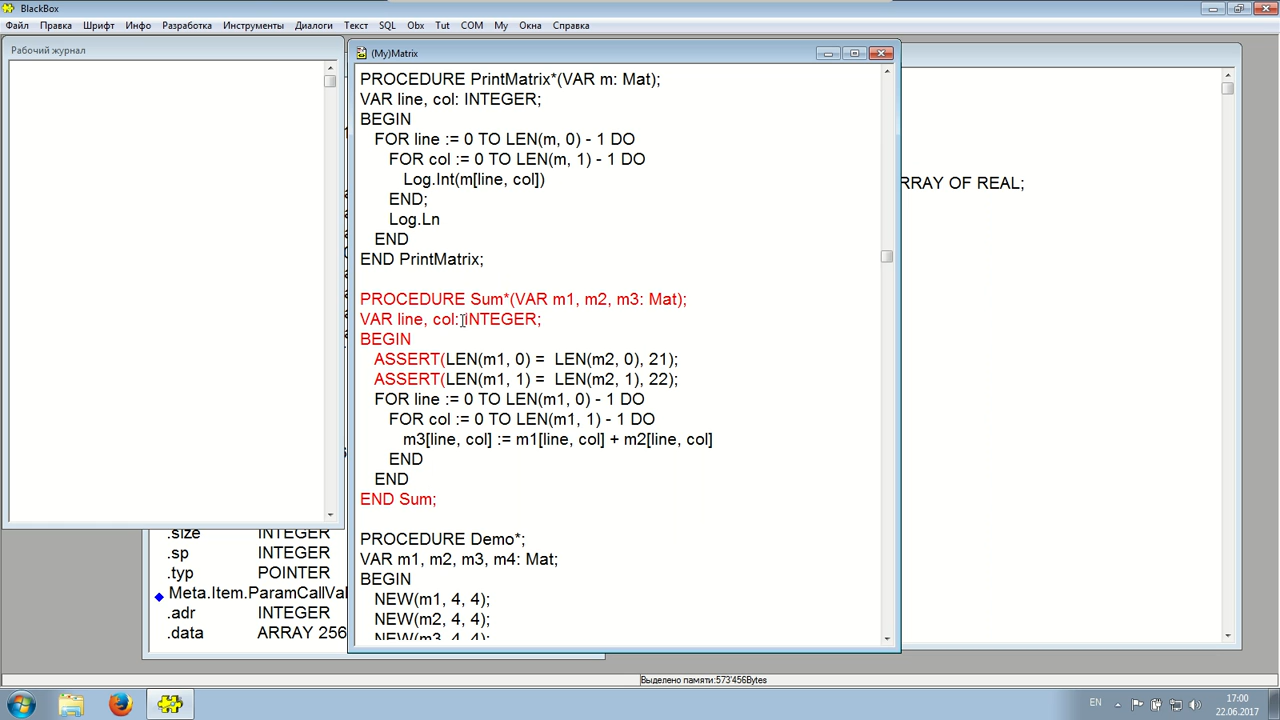 BlackBox
Файл Правка Шрифт Инфо Разработка Инструменты Диалоги Текст SQL Obx Tut COM My Окна Справка
Рабочий журнал
(My)Matrix
PROCEDURE PrintMatrix*(VAR m: Mat);
VAR line, col: INTEGER;
BEGIN
FOR line := 0 TO LEN(m, 0) - 1 DO
FOR col := 0 TO LEN(m, 1) - 1 DO
Log.Int(m[line, col])
END;
Log.Ln
END
END PrintMatrix;
PROCEDURE Sum*(VAR m1, m2, m3: Mat);
VAR line, col: INTEGER;
BEGIN
ASSERT(LEN(m1, 0) = LEN(m2, 0), 21);
ASSERT(LEN(m1, 1) = LEN(m2, 1), 22);
FOR line := 0 TO LEN(m1, 0) - 1 DO
FOR col := 0 TO LEN(m1, 1) - 1 DO
m3[line, col] := m1[line, col] + m2[line, col]
END
END
END Sum;
PROCEDURE Demo*;
VAR m1, m2, m3, m4: Mat;
BEGIN
NEW(m1, 4, 4);
NEW(m2, 4, 4);
NEW(m3, 4, 4);
RRAY OF REAL;
.size INTEGER
.sp INTEGER
.typ POINTER
Meta.Item.ParamCallVal
.adr INTEGER
.data ARRAY 256
Выделено памяти:573'456Bytes
EN
17:00
22.06.2017